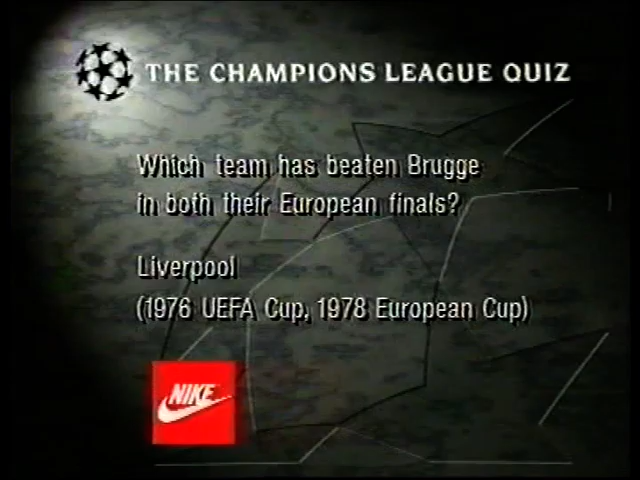 THE CHAMPIONS LEAGUE QUIZ
Which team has beaten Brugge
in both their European finals?
Liverpool
(1976 UEFA Cup, 1978 European Cup)
NIKE